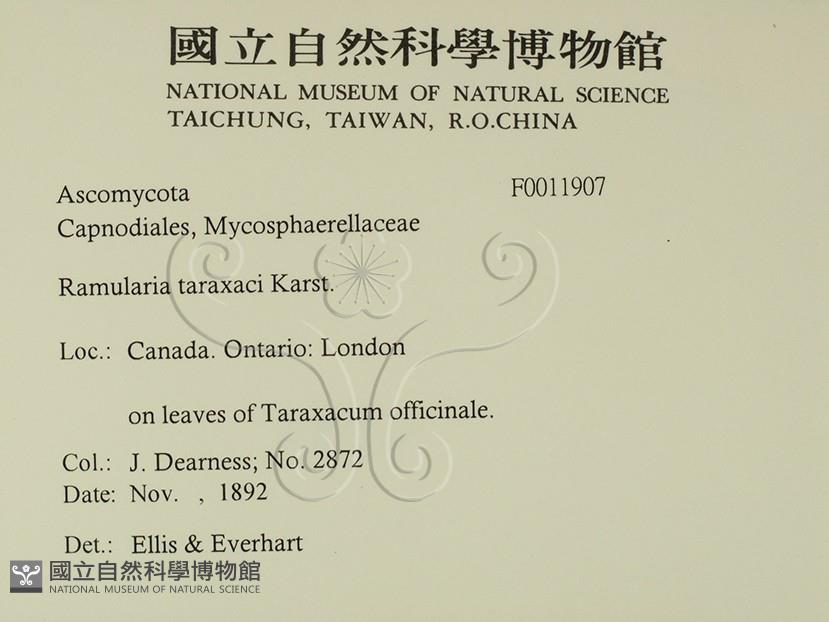 國立自然科學博物館
NATIONAL MUSEUM OF NATURAL SCIENCE
TAICHUNG, TAIWAN, R.O.CHINA
Ascomycota F0011907
Capnodiales, Mycosphaerellaceae
Ramularia taraxaci Karst.
Loc.: Canada. Ontario: London
on leaves of Taraxacum officinale.
Col.: J. Dearness; No. 2872
Date: Nov. , 1892
Det.: Ellis & Everhart
國立自然科學博物館
NATIONAL MUSEUM OF NATURAL SCIENCE